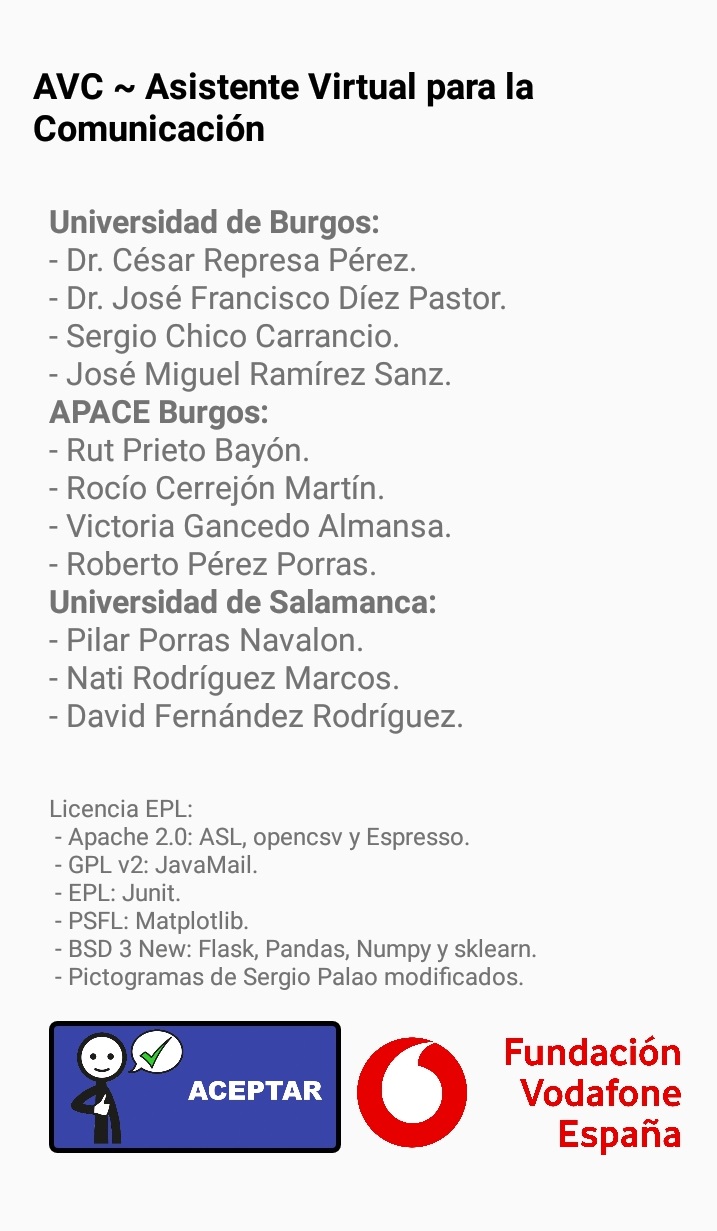 AVC ~ Asistente Virtual para la
Comunicación
Universidad de Burgos:
- Dr. César Represa Pérez.
- Dr. José Francisco Díez Pastor.
- Sergio Chico Carrancio.
- José Miguel Ramírez Sanz.
APACE Burgos:
- Rut Prieto Bayón.
- Rocío Cerrejón Martín.
- Victoria Gancedo Almansa.
- Roberto Pérez Porras.
Universidad de Salamanca:
- Pilar Porras Navalon.
- Nati Rodríguez Marcos.
- David Fernández Rodríguez.
Licencia EPL:
- Apache 2.0: ASL, opencsv y Espresso.
- GPL v2: JavaMail.
- EPL: Junit.
- PSFL: Matplotlib.
- BSD 3 New: Flask, Pandas, Numpy y sklearn.
- Pictogramas de Sergio Palao modificados.
ACEPTAR
Fundación
Vodafone
España